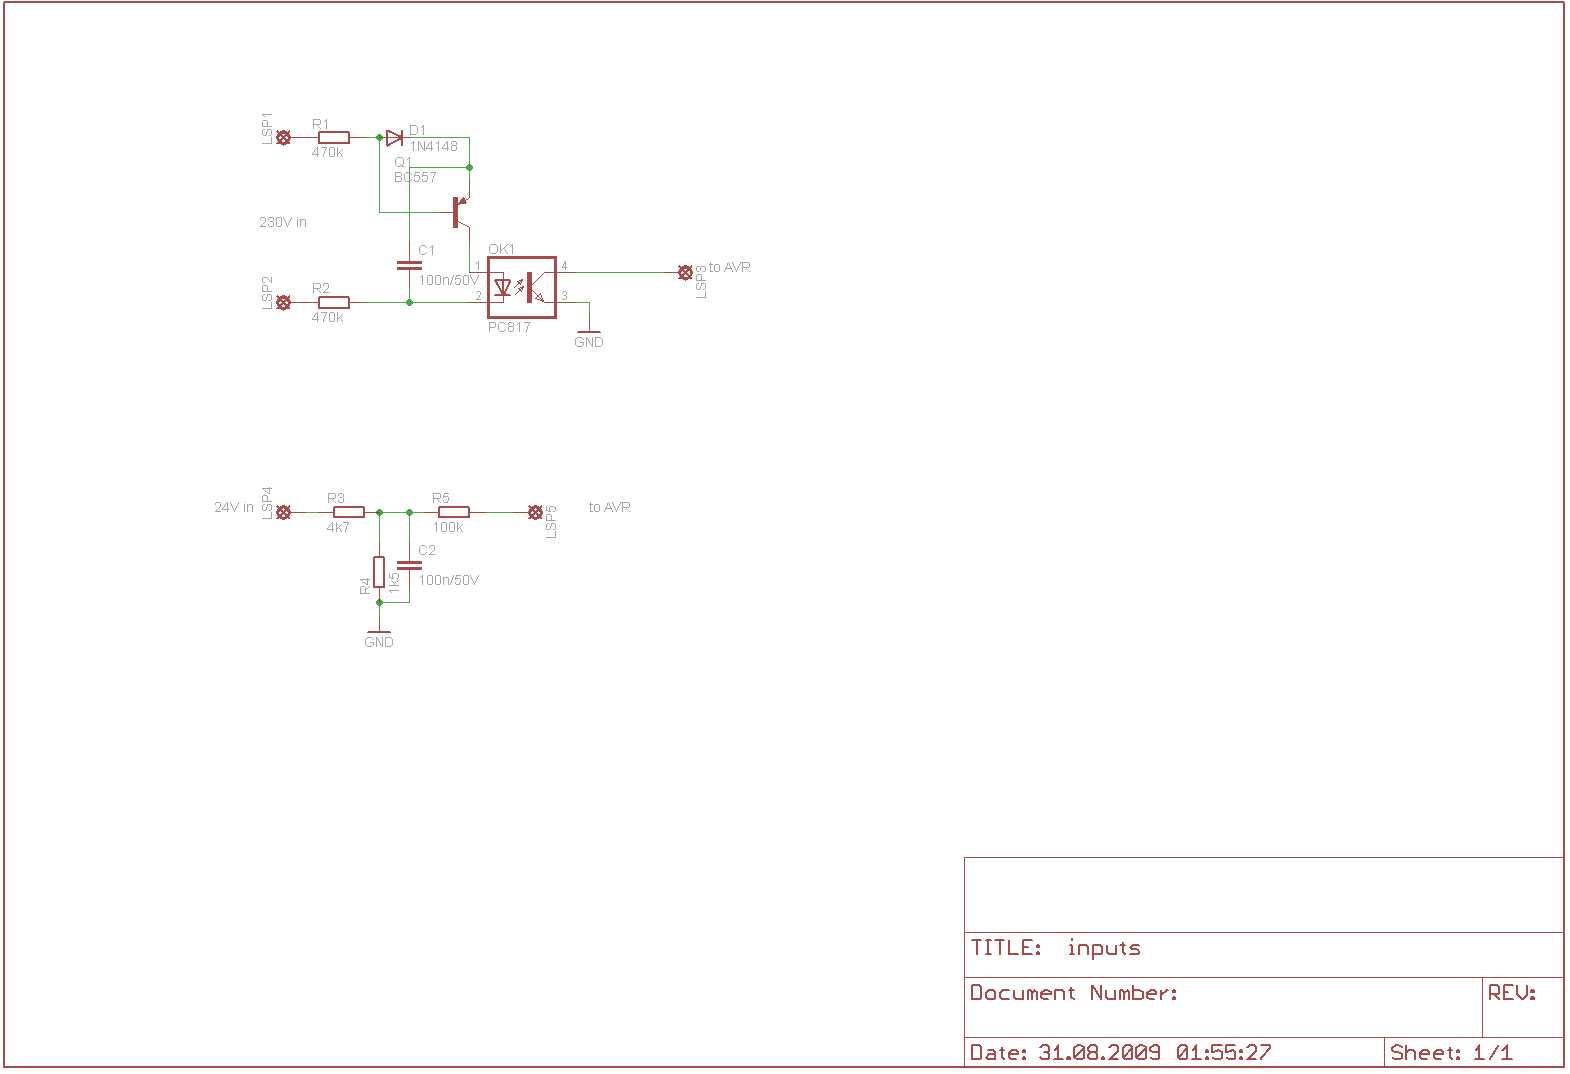 LSP1
R1
470k
D1
1N4148
Q1
BC557
230V in
C1
100n/50V
LSP2
R2
470k
OK1
1
2
4
3
PC817
LSP3
to AVR
GND
24V in
LSP4
R3
4k7
R5
100k
LSP5
to AVR
R4
1k5
C2
100n/50V
GND
TITLE: inputs
Document Number:
REV:
Date: 31.08.2009 01:55:27
Sheet: 1/1